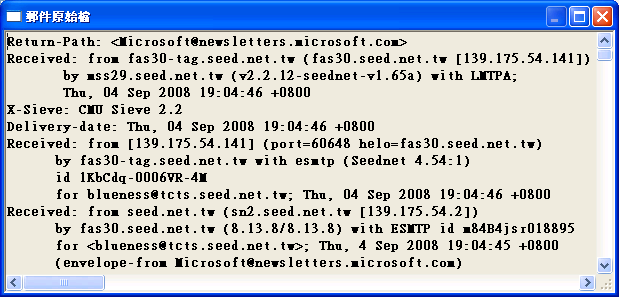 郵件原始檔
Return-Path: <Microsoft@newsletters.microsoft.com>
Received: from fas30-tag.seed.net.tw (fas30.seed.net.tw [139.175.54.141])
by mss29.seed.net.tw (v2.2.12-seednet-v1.65a) with LMTPA;
Thu, 04 Sep 2008 19:04:46 +0800
X-Sieve: CMU Sieve 2.2
Delivery-date: Thu, 04 Sep 2008 19:04:46 +0800
Received: from [139.175.54.141] (port=60648 helo=fas30.seed.net.tw)
by fas30-tag.seed.net.tw with esmtp (Seednet 4.54:1)
id 1KbCdq-0006VR-4M
for blueness@tcts.seed.net.tw; Thu, 04 Sep 2008 19:04:46 +0800
Received: from seed.net.tw (sn2.seed.net.tw [139.175.54.2])
by fas30.seed.net.tw (8.13.8/8.13.8) with ESMTP id m84B4jsr018895
for <blueness@tcts.seed.net.tw>; Thu, 4 Sep 2008 19:04:45 +0800
(envelope-from Microsoft@newsletters.microsoft.com)